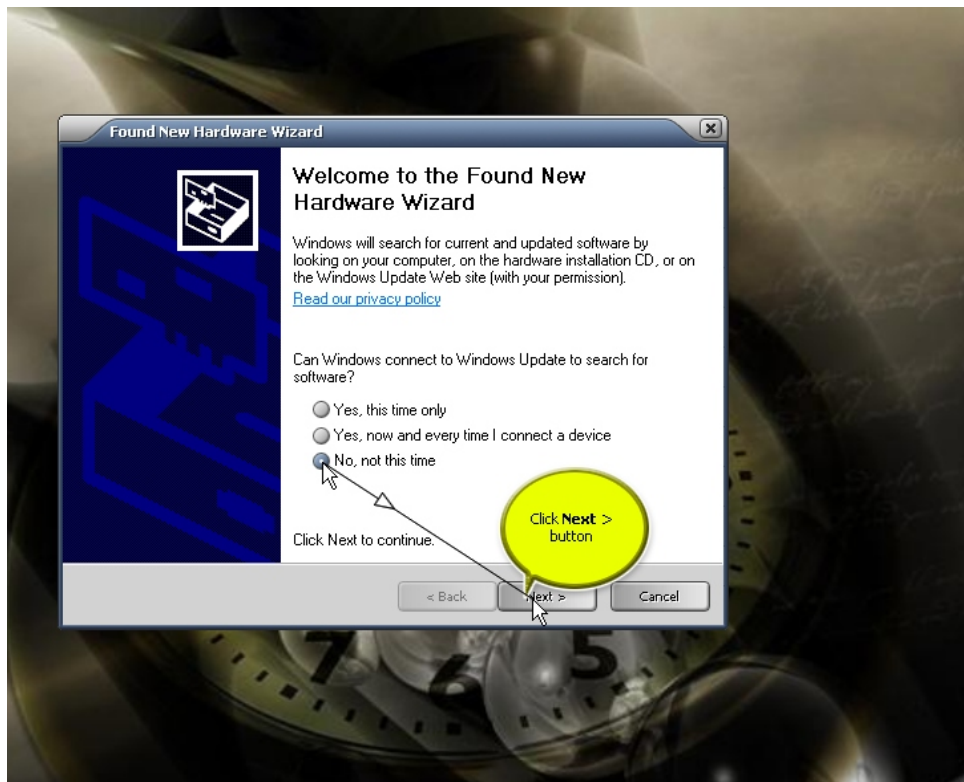 Found New Hardware Wizard
Welcome to the Found New
Hardware Wizard
Windows will search for current and updated software by
looking on your computer, on the hardware installation CD, or on
the Windows Update Web site (with your permission).
Read our privacy policy
Can Windows connect to Windows Update to search for
software?
Yes, this time only
Yes, now and every time I connect a device
No, not this time
Click Next >
button
Click Next to continue.
< Back
Next >
Cancel
7
6
5